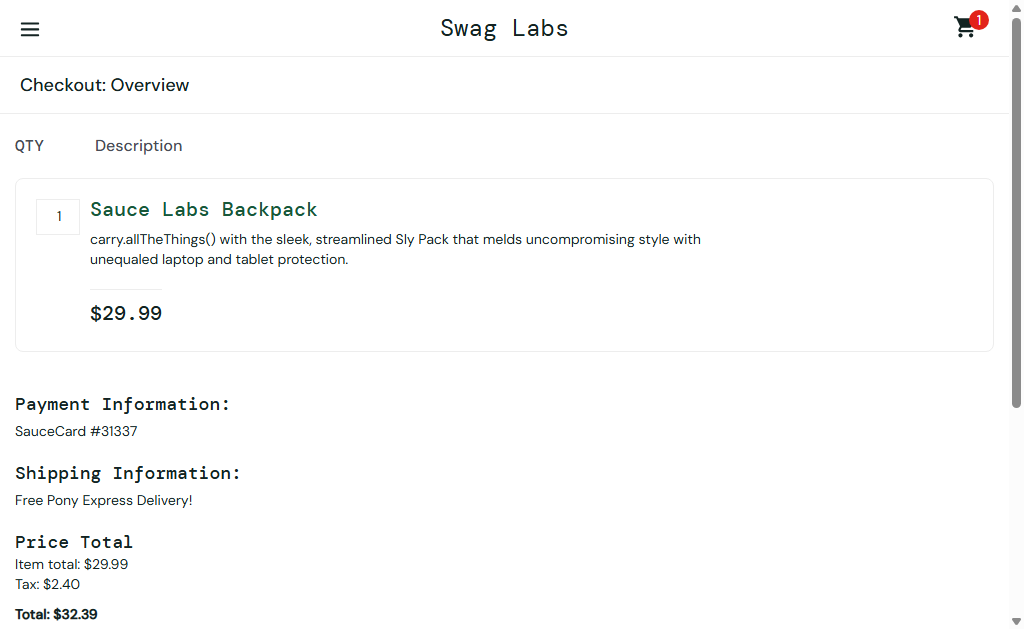 Swag Labs
1
Checkout: Overview
QTY Description
1
Sauce Labs Backpack
carry.allTheThings() with the sleek, streamlined Sly Pack that melds uncompromising style with
unequaled laptop and tablet protection.
$29.99
Payment Information:
SauceCard #31337
Shipping Information:
Free Pony Express Delivery!
Price Total
Item total: $29.99
Tax: $2.40
Total: $32.39